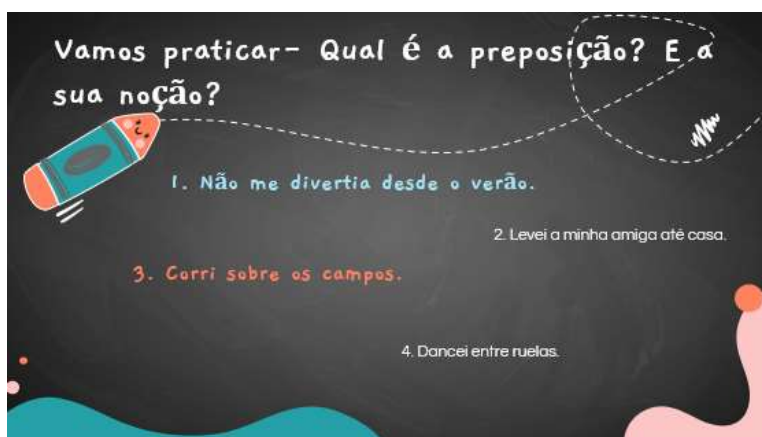 Vamos praticar- Qual é a preposição? E a
sua noção?
1. Não me divertia desde o verão.
2. Levei a minha amiga até casa.
3. Corri sobre os campos.
4. Dancei entre ruelas.